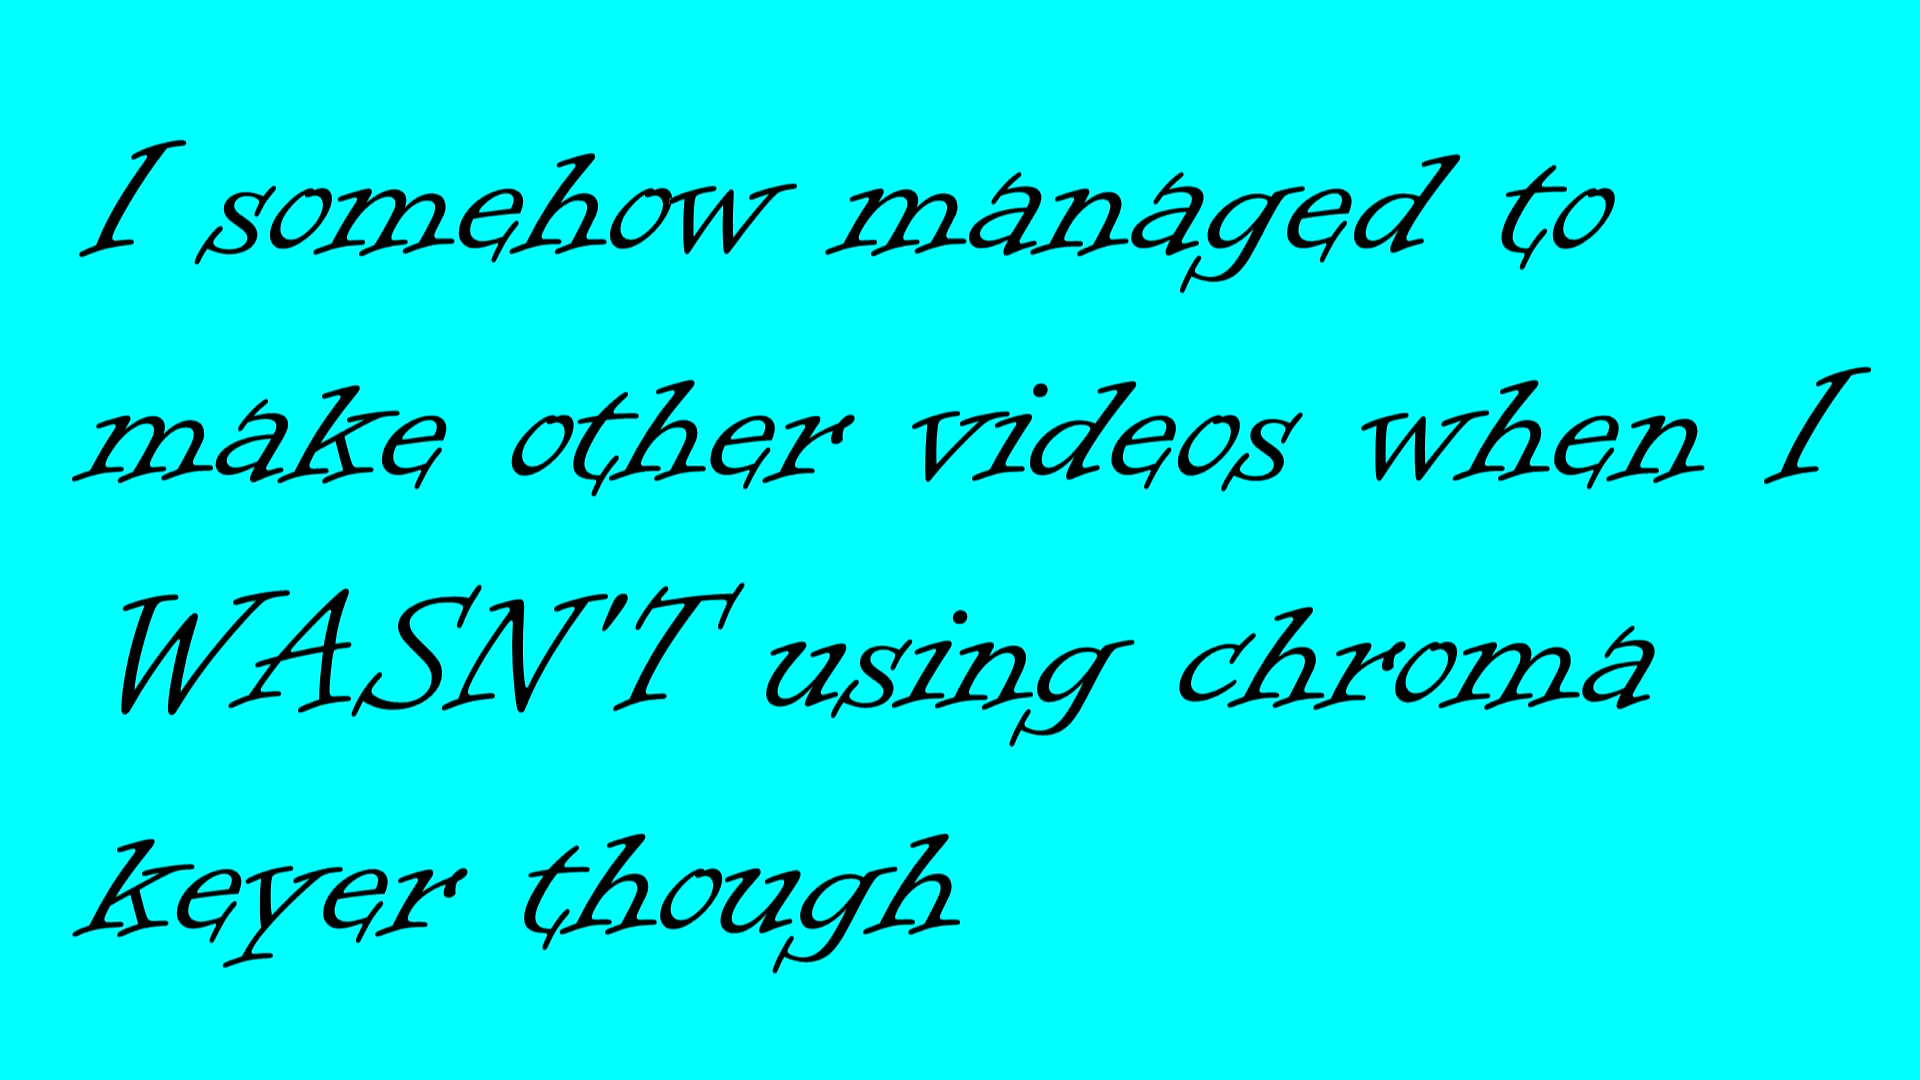 I somehow managed to
make other videos when I
WASN'T using chroma
keyer though